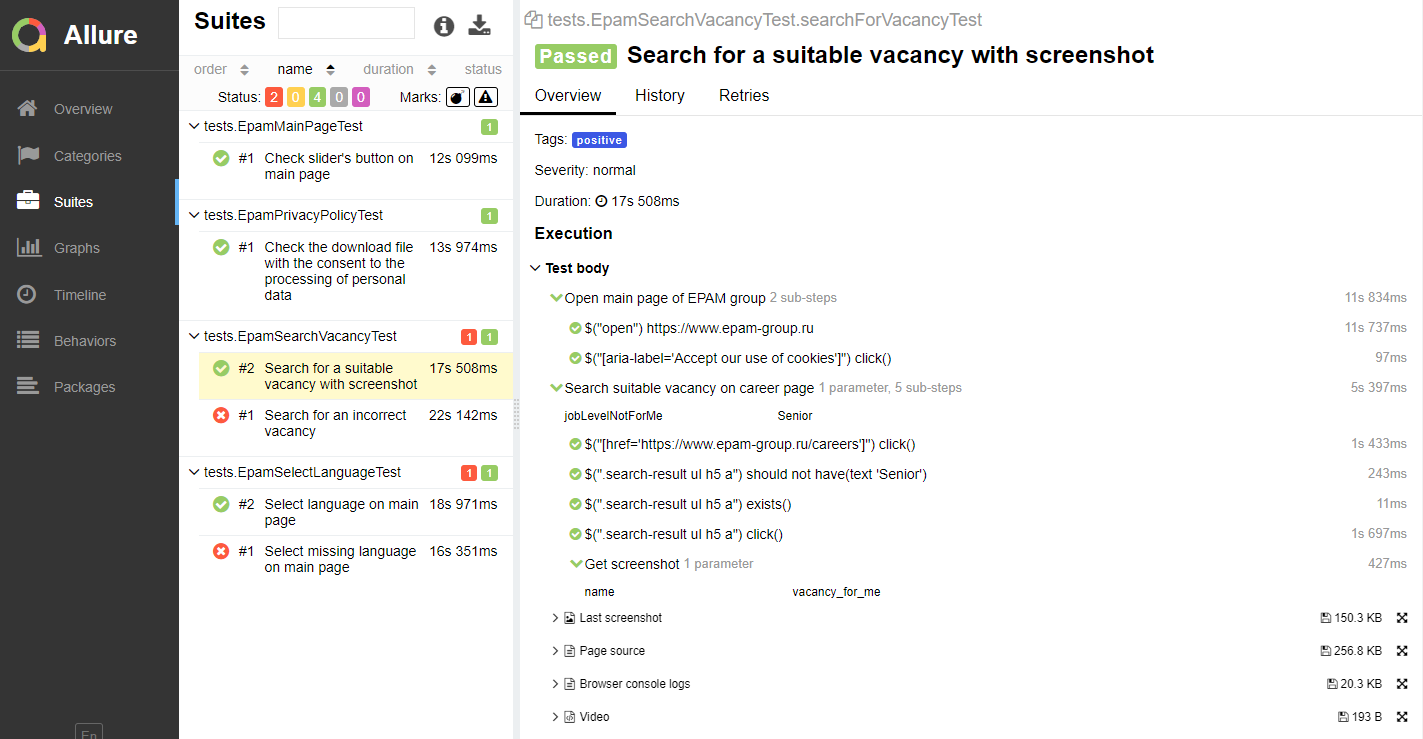 Allure
Overview
Categories
Suites
Graphs
Timeline
Behaviors
Packages
En
Suites
order name duration status
Status: 2 0 4 0 0 Marks:
tests.EpamMainPageTest 1
#1 Check slider's button on 12s 099ms
main page
tests.EpamPrivacyPolicyTest 1
#1 Check the download file 13s 974ms
with the consent to the
processing of personal
data
tests.EpamSearchVacancyTest 1 1
#2 Search for a suitable 17s 508ms
vacancy with screenshot
#1 Search for an incorrect 22s 142ms
vacancy
tests.EpamSelectLanguageTest 1 1
#2 Select language on main 18s 971ms
page
#1 Select missing language 16s 351ms
on main page
tests.EpamSearchVacancyTest.searchForVacancyTest
Passed Search for a suitable vacancy with screenshot
Overview History Retries
Tags: positive
Severity: normal
Duration: 17s 508ms
Execution
Test body
Open main page of EPAM group 2 sub-steps 11s 834ms
$("open") https://www.epam-group.ru 11s 737ms
$("[aria-label='Accept our use of cookies']") click() 97ms
Search suitable vacancy on career page 1 parameter, 5 sub-steps 5s 397ms
jobLevelNotForMe Senior
$("[href='https://www.epam-group.ru/careers']") click() 1s 433ms
$(".search-result ul h5 a") should not have(text 'Senior') 243ms
$(".search-result ul h5 a") exists() 11ms
$(".search-result ul h5 a") click() 1s 697ms
Get screenshot 1 parameter 427ms
name vacancy_for_me
Last screenshot 150.3 KB
Page source 256.8 KB
Browser console logs 20.3 KB
Video 193 B